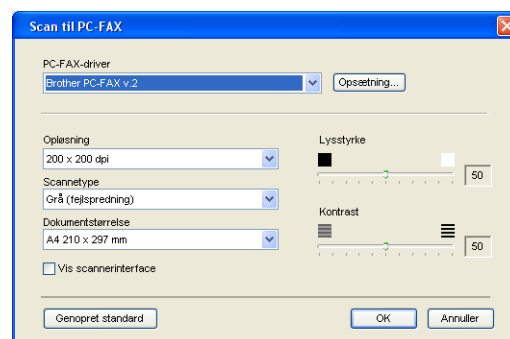 Scan til PC-FAX
PC-FAX-driver
Brother PC-FAX v.2
Opsætning...
Opløsning
200 x 200 dpi
Scannetype
Grå (fejlspredning)
Dokumentstørrelse
A4 210 x 297 mm
Vis scannerinterface
Lysstyrke
50
Kontrast
50
Genopret standard
OK
Annuller